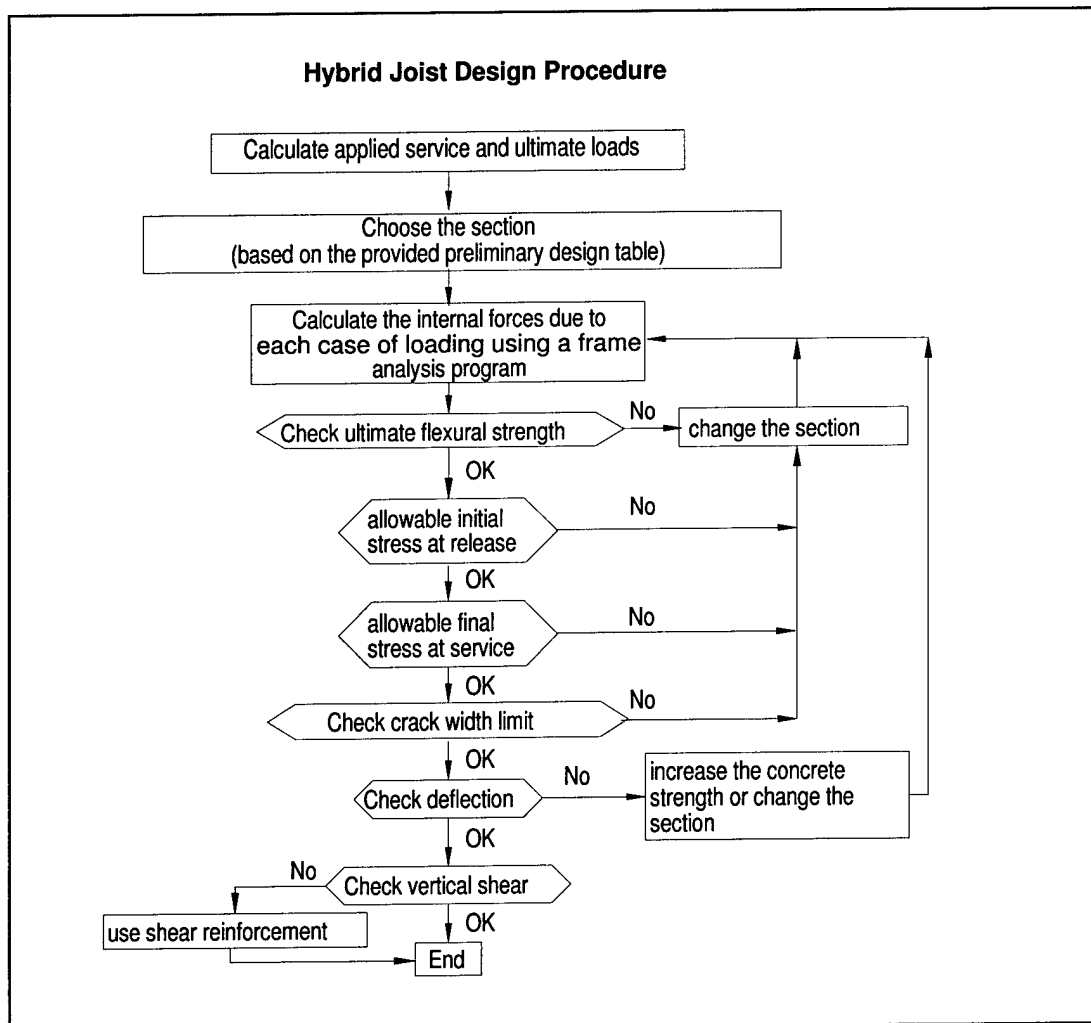 Hybrid Joist Design Procedure
Calculate applied service and ultimate loads
Choose the section
(based on the provided preliminary design table)
Calculate the internal forces due to
each case of loading using a frame
analysis program
Check ultimate flexural strength
No
change the section
OK
allowable initial
stress at release
No
OK
allowable final
stress at service
No
OK
Check crack width limit
No
OK
Check deflection
No
increase the concrete
strength or change the
section
OK
Check vertical shear
No
use shear reinforcement
OK
End